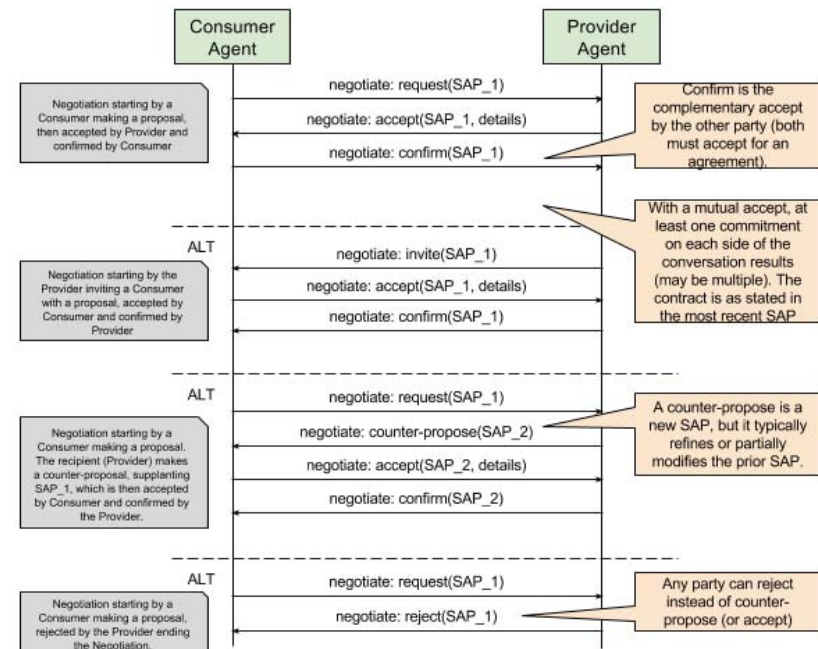 Consumer
Agent
Provider
Agent
negotiate: request(SAP_1)
negotiate: accept(SAP_1, details)
negotiate: confirm(SAP_1)
Negotiation starting by a
Consumer making a proposal,
then accepted by Provider and
confirmed by Consumer
Confirm is the
complementary accept
by the other party (both
must accept for an
agreement).
With a mutual accept, at
least one commitment
on each side of the
conversation results
(may be multiple). The
contract is as stated in
the most recent SAP
ALT
negotiate: invite(SAP_1)
negotiate: accept(SAP_1, details)
negotiate: confirm(SAP_1)
Negotiation starting by the
Provider inviting a Consumer
with a proposal, accepted by
Consumer and confirmed by
Provider
ALT
negotiate: request(SAP_1)
negotiate: counter-propose(SAP_2)
negotiate: accept(SAP_2, details)
negotiate: confirm(SAP_2)
Negotiation starting by a
Consumer making a proposal.
The recipient (Provider) makes
a counter-proposal, supplanting
SAP_1, which is then accepted
by Consumer and confirmed by
the Provider.
A counter-propose is a
new SAP, but it typically
refines or partially
modifies the prior SAP.
ALT
negotiate: request(SAP_1)
negotiate: reject(SAP_1)
Negotiation starting by a
Consumer making a proposal,
rejected by the Provider ending
the Negotiation.
Any party can reject
instead of counter-
propose (or accept)